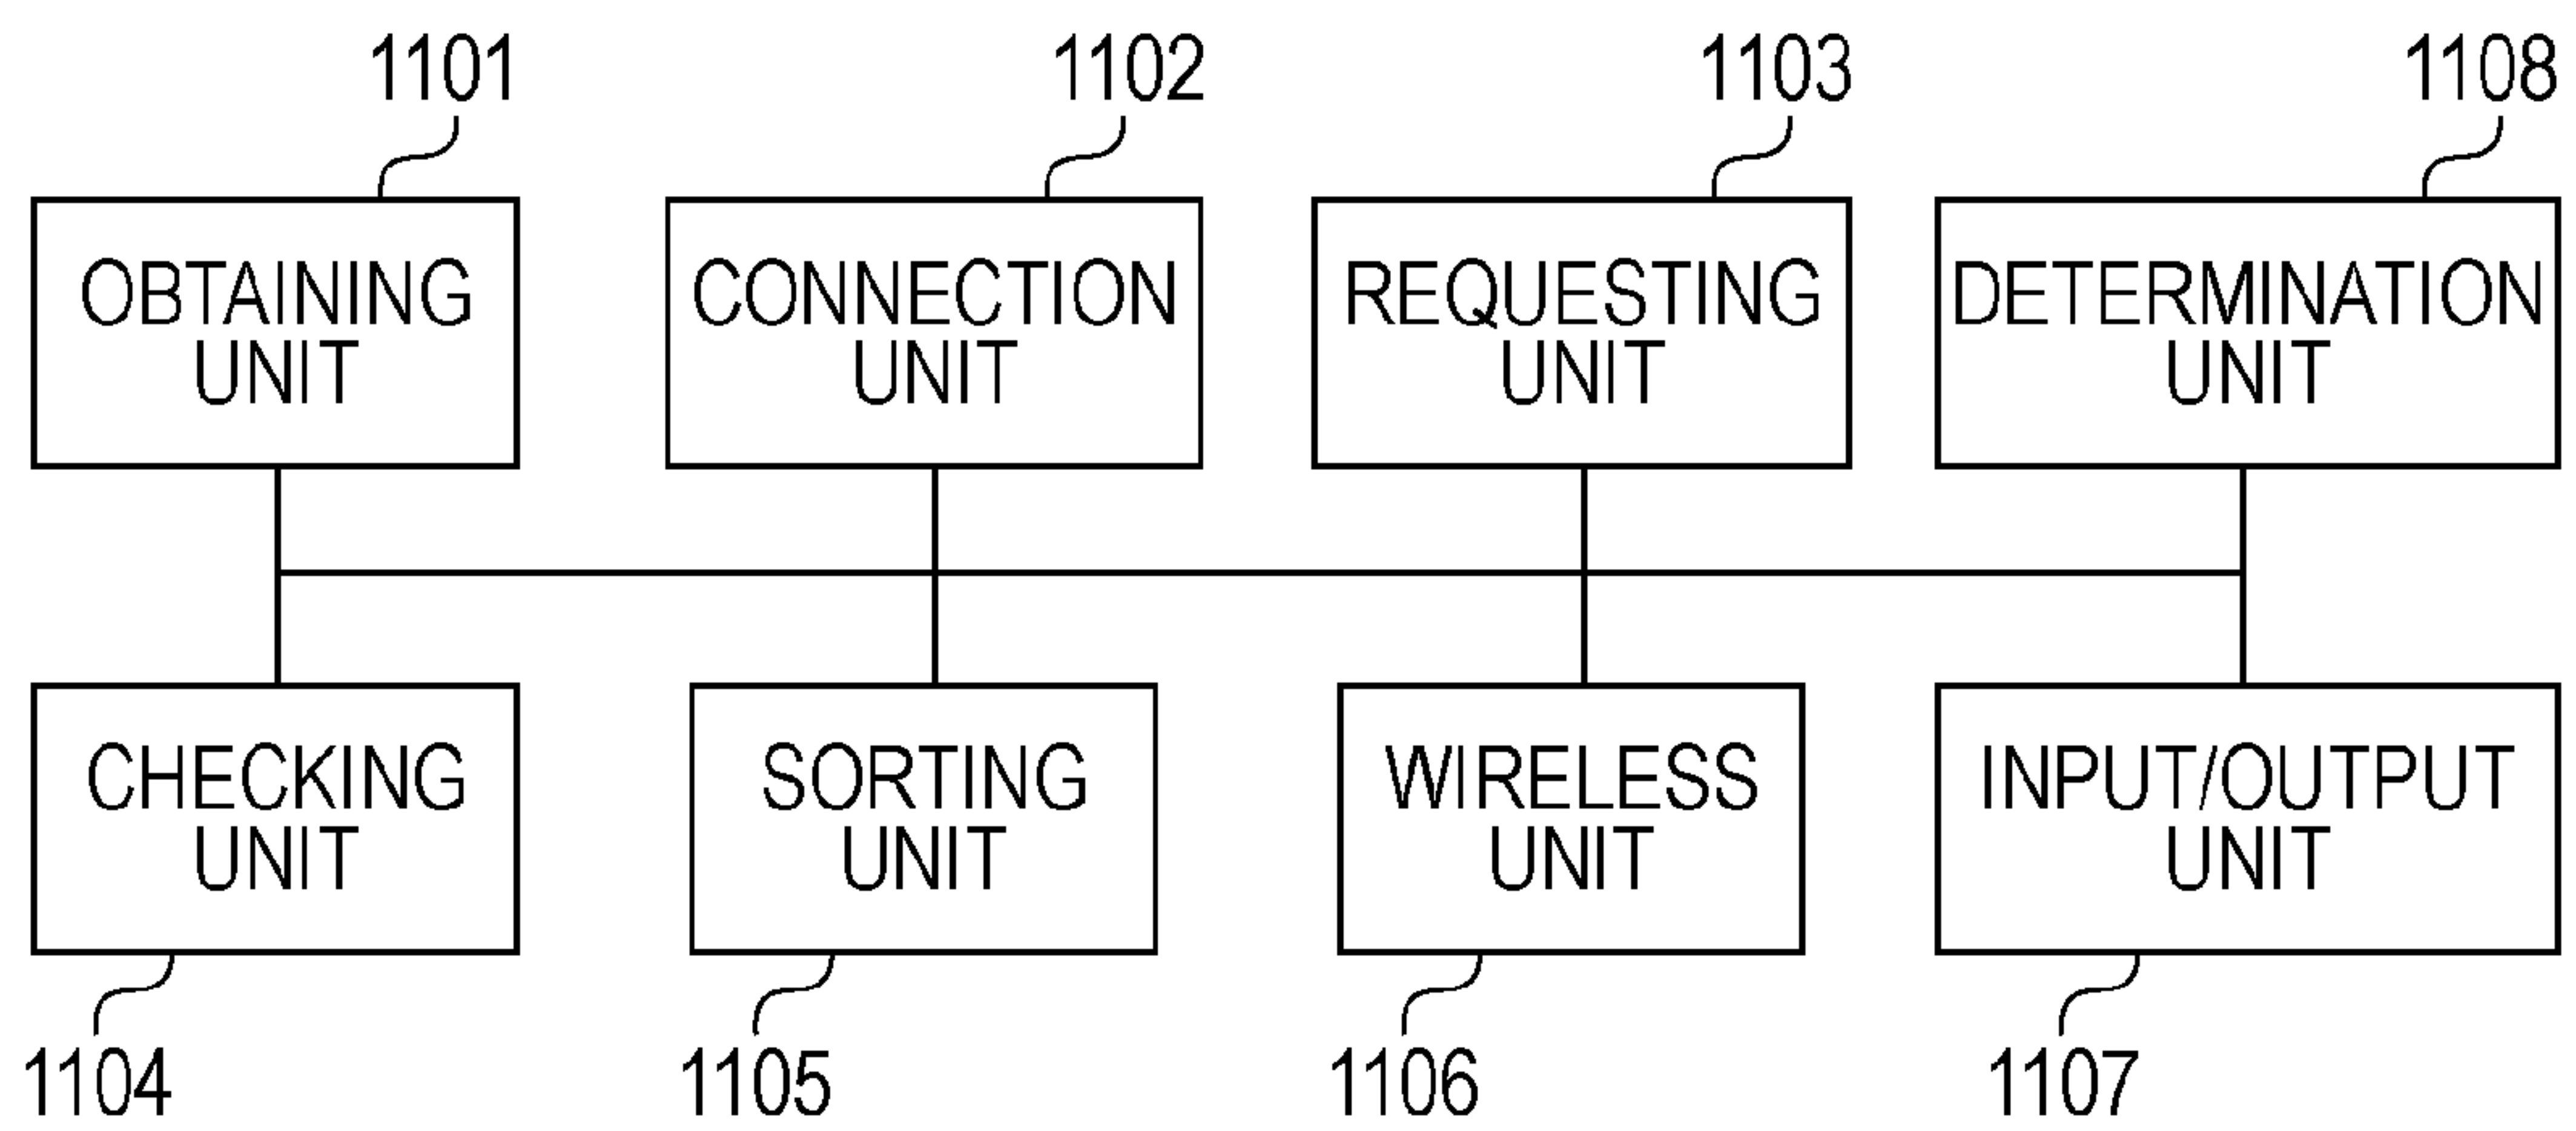 1101 1102 1103 1108
OBTAINING CONNECTION REQUESTING DETERMINATION
UNIT UNIT UNIT UNIT
CHECKING SORTING WIRELESS INPUT/OUTPUT
UNIT UNIT UNIT UNIT
1104 1105 1106 1107